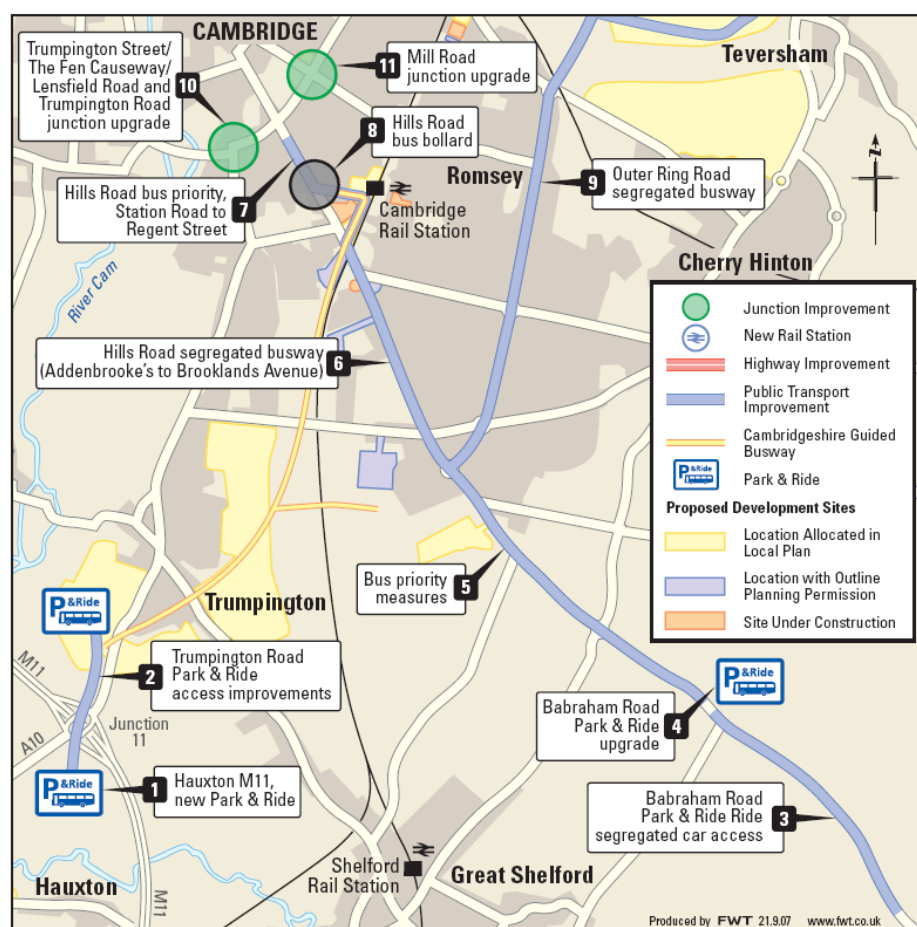 Trumpington Street/
The Fen Causeway/
Lensfield Road and
Trumpington Road
junction upgrade
10
CAMBRIDGE
11
Mill Road
junction upgrade
Teversham
8
Hills Road
bus bollard
Hills Road bus priority,
Station Road to
Regent Street
7
Romsey
9
Outer Ring Road
segregated busway
N
Cambridge
Rail Station
River Cam
Cherry Hinton
Hills Road segregated busway
(Addenbrooke's to Brooklands Avenue)
6
Junction Improvement
New Rail Station
Highway Improvement
Public Transport
Improvement
Cambridgeshire Guided
Busway
P&Ride
Park & Ride
Proposed Development Sites
Location Allocated in
Local Plan
Location with Outline
Planning Permission
Site Under Construction
Bus priority
measures
5
P&Ride
Trumpington
M11
2
Trumpington Road
Park & Ride
access improvements
Junction
11
A10
P&Ride
1
Hauxton M11,
new Park & Ride
Babraham Road
Park & Ride
upgrade
4
P&Ride
Babraham Road
Park & Ride Ride
segregated car access
3
Shelford
Rail Station
Great Shelford
Hauxton
M11
Produced by FWT 21.9.07 www.fwt.co.uk